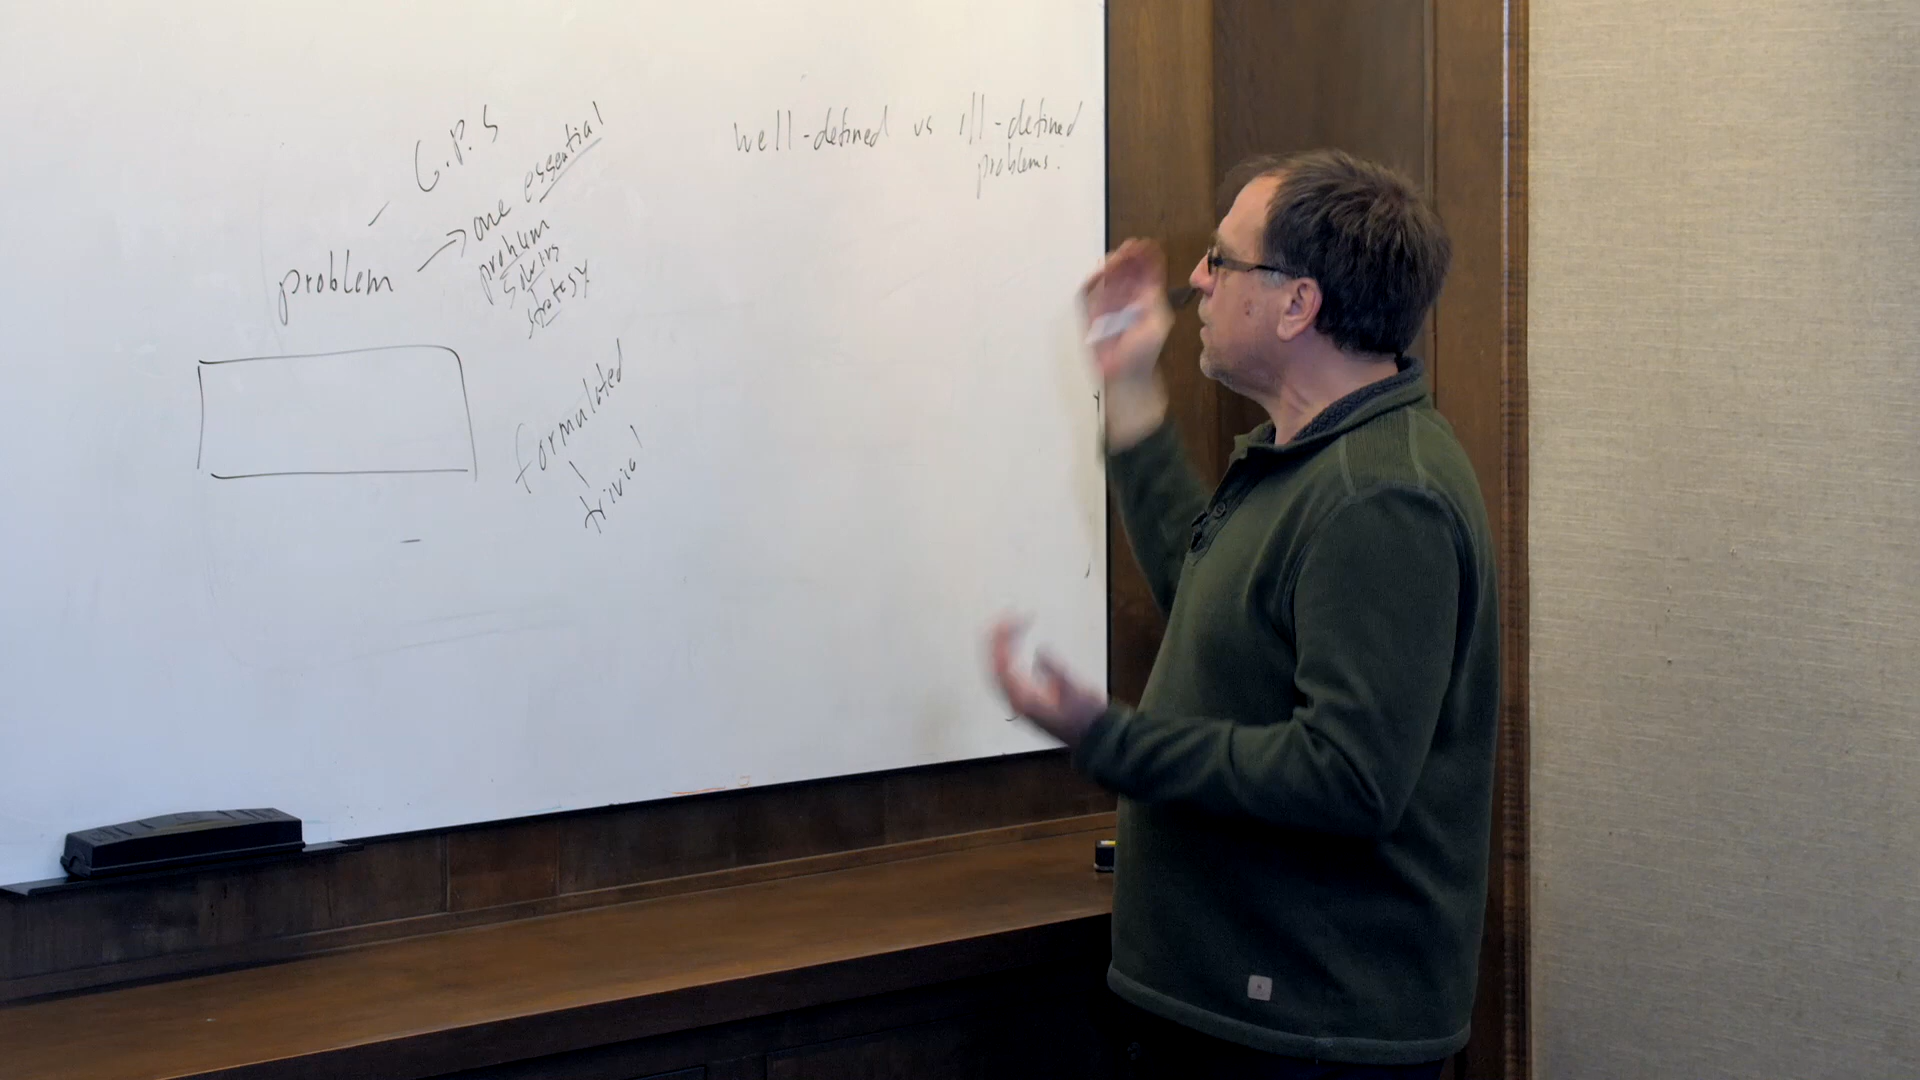 G.P.S
problem
one essential
problem
solving
strategy
formulated
trivial
well-defined vs ill-defined
problems.